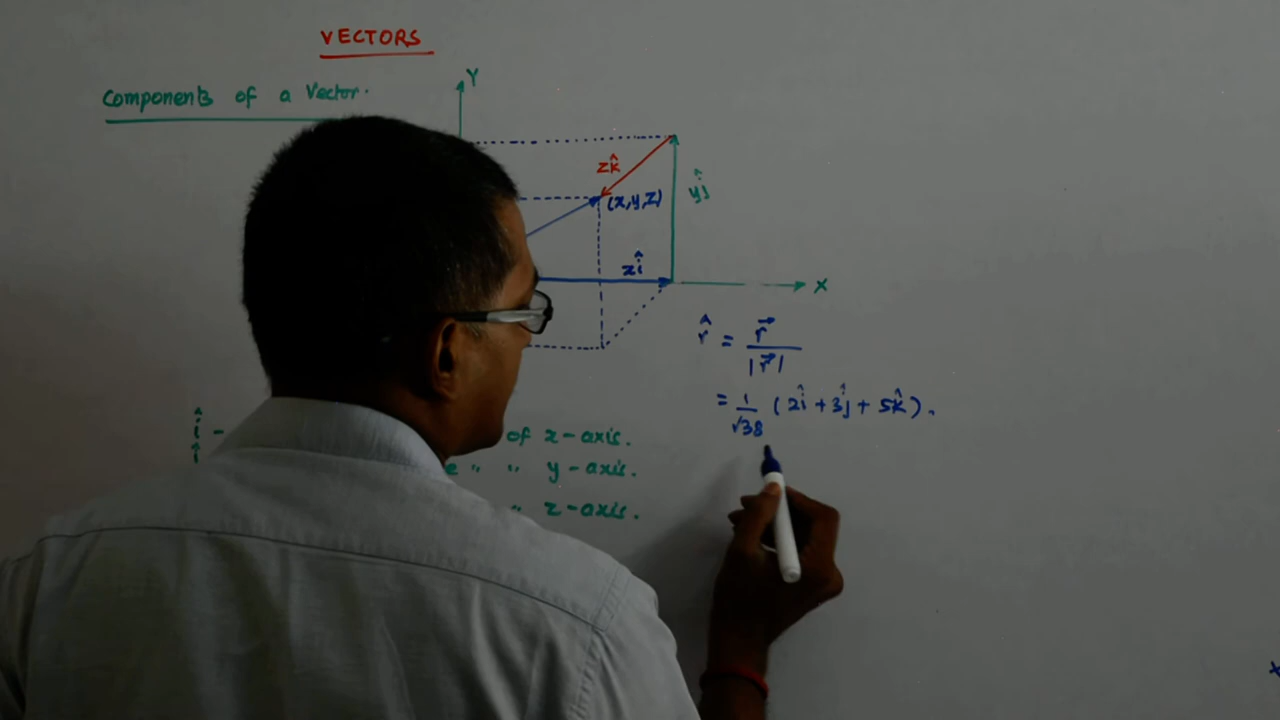 VECTORS
Components of a Vector.
Y
zk̂
yĵ
(x,y,z)
xî
X
r̂ = r⃗ / |r⃗|
= 1/√38 (2î + 3ĵ + 5k̂).
î - of x-axis.
" " y-axis.
" z-axis.